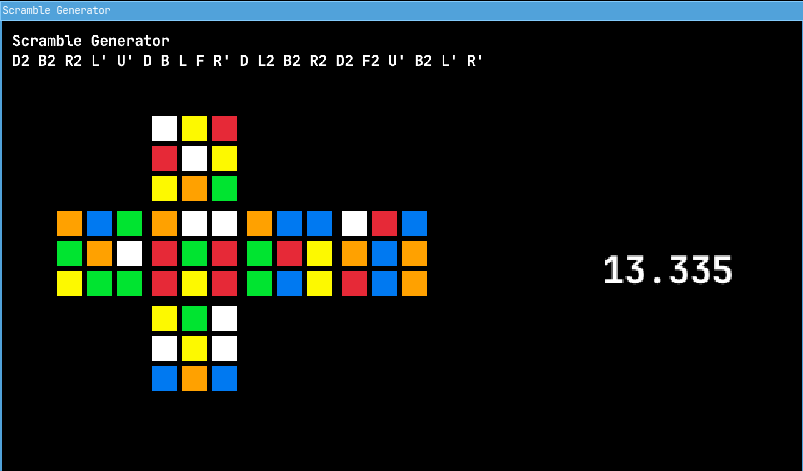 Scramble Generator
Scramble Generator
D2 B2 R2 L' U' D B L F R' D L2 B2 R2 D2 F2 U' B2 L' R'
13.335